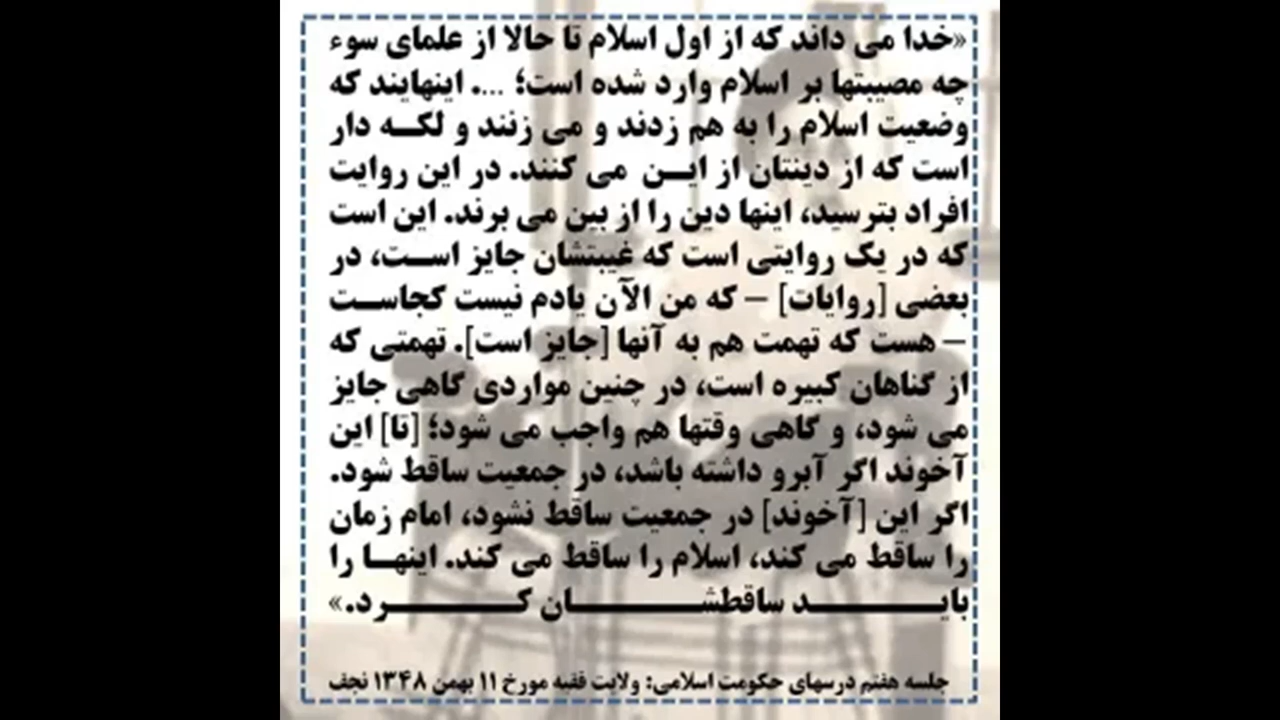 «خدا می داند که از اول اسلام تا حالا از علمای سوء
چه مصیبتها بر اسلام وارد شده است؛ .... اینهایند که
وضعیت اسلام را به هم زدند و می زنند و لکه دار
است که از دینتان از این می کنند. در این روایت
افراد بترسید، اینها دین را از بین می برند. این است
که در یک روایتی است که غیبتشان جایز است، در
بعضی [روایات] – که من الآن یادم نیست کجاست
– هست که تهمت هم به آنها [جایز است]. تهمتی که
از گناهان کبیره است، در چنین مواردی گاهی جایز
می شود، و گاهی وقتها هم واجب می شود؛ [تا] این
آخوند اگر آبرو داشته باشد، در جمعیت ساقط شود.
اگر این [آخوند] در جمعیت ساقط نشود، امام زمان
را ساقط می کند، اسلام را ساقط می کند. اینها را
باید ساقطشان کرد.»
جلسه هفتم درسهای حکومت اسلامی: ولایت فقیه مورخ ۱۱ بهمن ۱۳۴۸ نجف